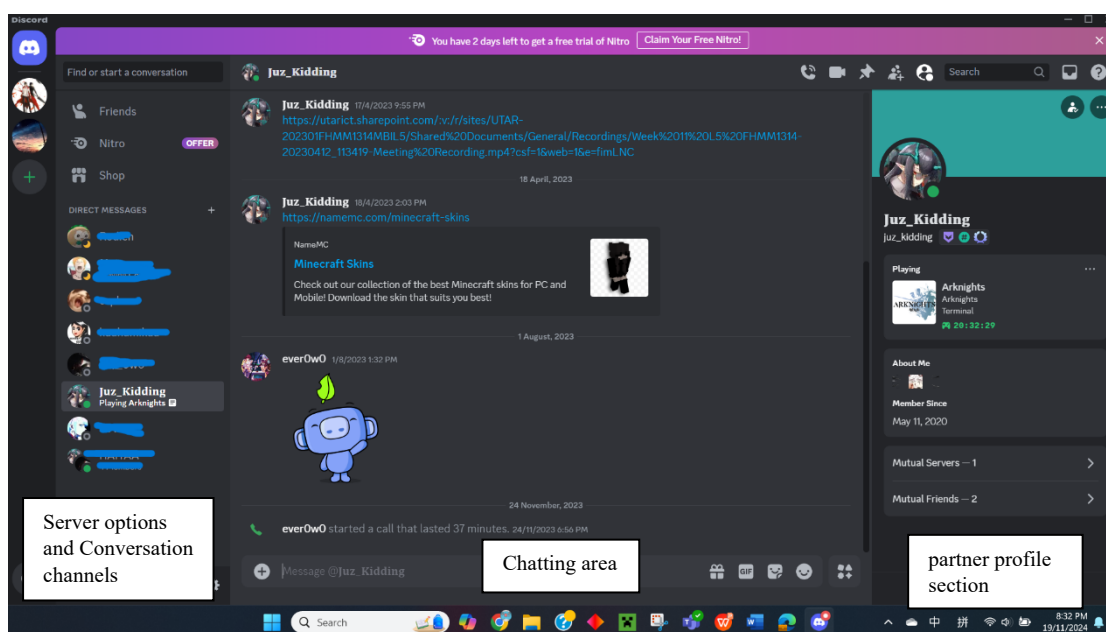 Discord
You have 2 days left to get a free trial of Nitro Claim Your Free Nitro!
Find or start a conversation
Friends
Nitro OFFER
Shop
DIRECT MESSAGES +
Juz_Kidding
Playing Arknights
Server options
and Conversation
channels
Juz_Kidding
Search
Juz_Kidding 17/4/2023 9:55 PM
https://utarict.sharepoint.com/:v:/r/sites/UTAR-
202301FHMM1314MBIL5/Shared%20Documents/General/Recordings/Week%2011%20L5%20FHMM1314-
20230412_113419-Meeting%20Recording.mp4?csf=1&web=1&e=fimLNC
18 April, 2023
Juz_Kidding 18/4/2023 2:03 PM
https://namemc.com/minecraft-skins
NameMC
Minecraft Skins
Check out our collection of the best Minecraft skins for PC and
Mobile! Download the skin that suits you best!
1 August, 2023
everOwO 1/8/2023 1:32 PM
24 November, 2023
everOwO started a call that lasted 37 minutes. 24/11/2023 6:56 PM
Message @Juz_Kidding
GIF
Chatting area
Juz_Kidding
juz_kidding
Playing
ARKNIGHTS
Arknights
Arknights
Terminal
20:32:29
About Me
Member Since
May 11, 2020
Mutual Servers — 1
Mutual Friends — 2
partner profile
section
Search
中 拼
8:32 PM
19/11/2024